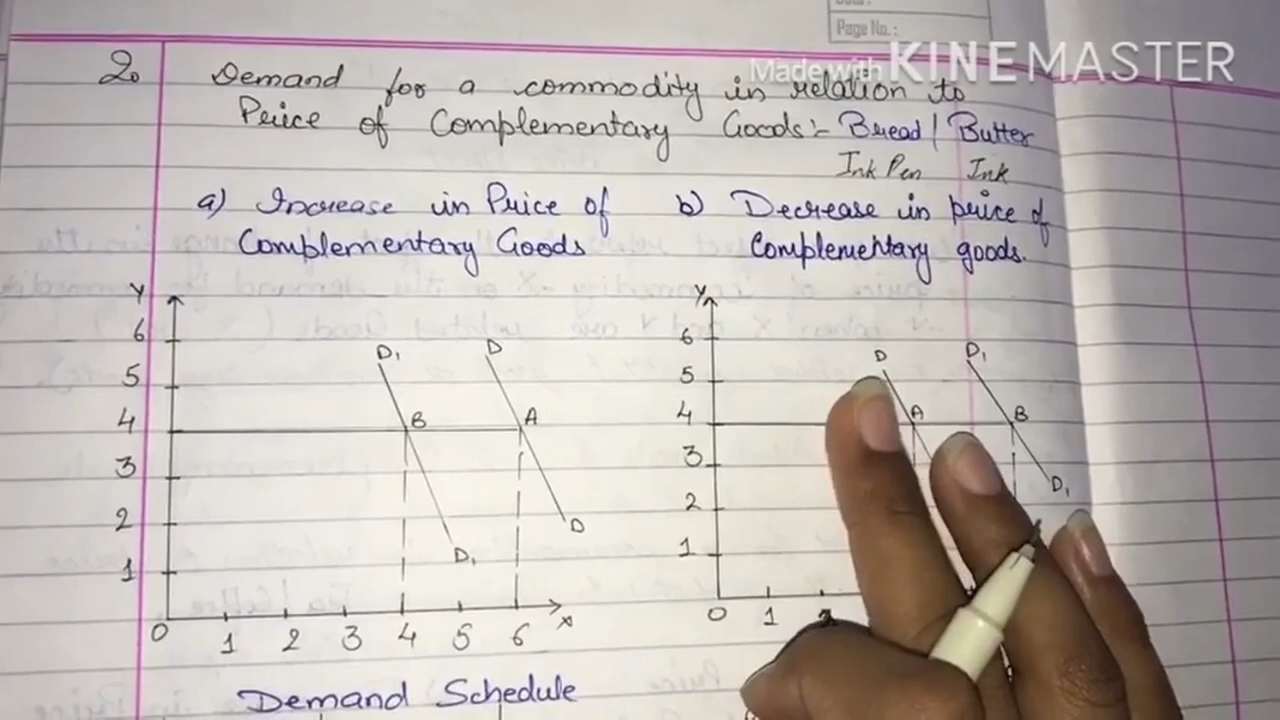 Page No.:
Made with KINEMASTER
2. Demand for a commodity in relation to
Price of Complementary Goods:- Bread / Butter
Ink Pen Ink
a) Increase in Price of
Complementary Goods
b) Decrease in price of
Complementary goods.
Y
6
5
4
3
2
1
0 1 2 3 4 5 6 X
D1 D
B A
D1 D
Y
6
5
4
3
2
1
0 1 2
D D1
A B
D1
Demand Schedule